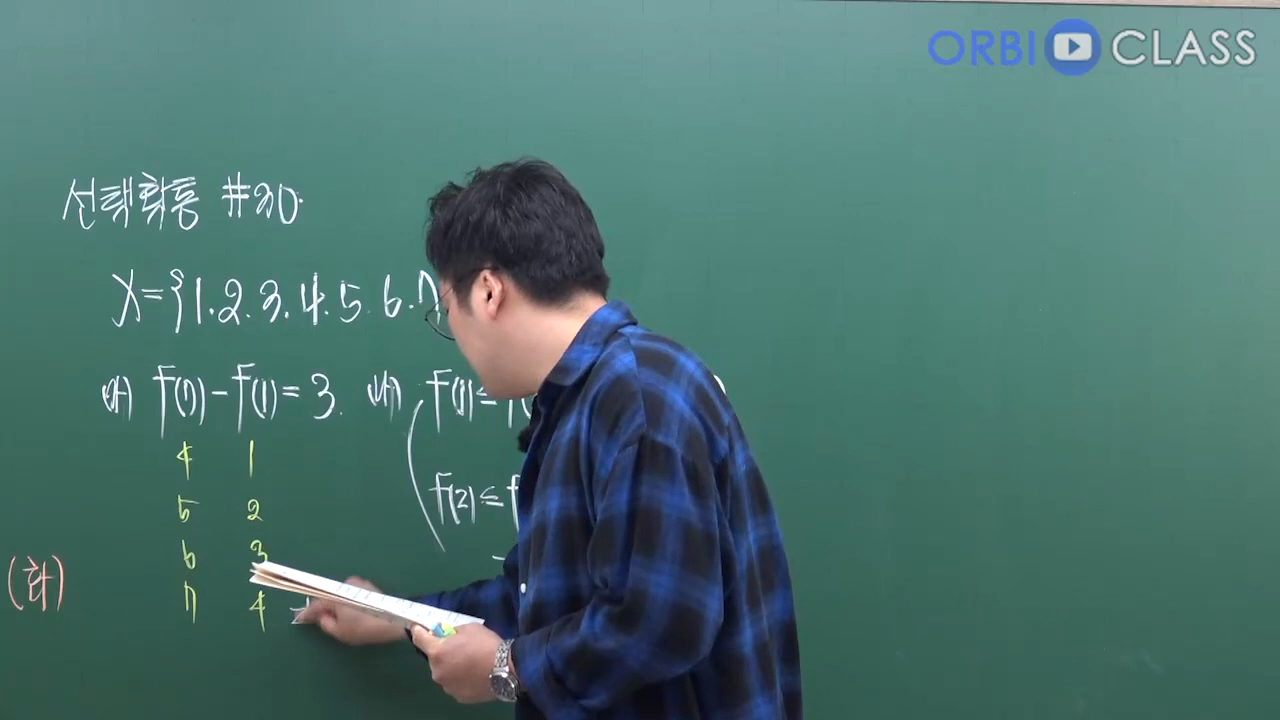 ORBI CLASS
선택확통 #30.
X={1.2.3.4.5.6.7
(가) f(7)-f(1)=3. (나) f(1)≤f(
4 1
5 2
f(2)≤f
6 3
7 4
(다)